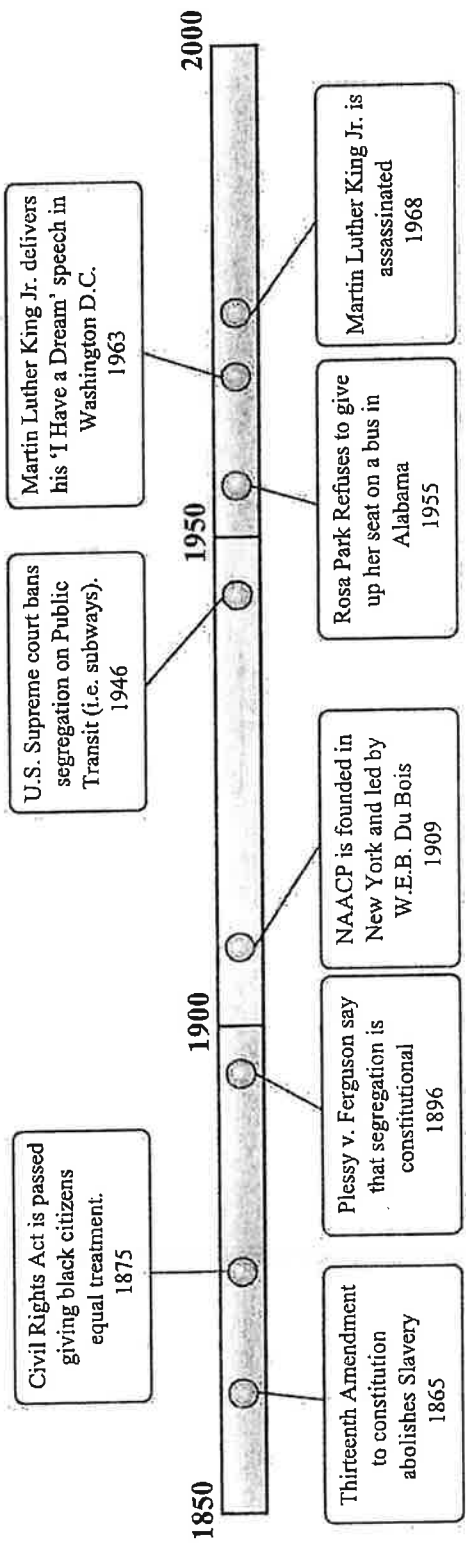 Civil Rights Act is passed
giving black citizens
equal treatment.
1875
U.S. Supreme court bans
segregation on Public
Transit (i.e. subways).
1946
Martin Luther King Jr. delivers
his 'I Have a Dream' speech in
Washington D.C.
1963
1850
1900
1950
2000
Thirteenth Amendment
to constitution
abolishes Slavery
1865
Plessy v. Ferguson say
that segregation is
constitutional
1896
NAACP is founded in
New York and led by
W.E.B. Du Bois
1909
Rosa Park Refuses to give
up her seat on a bus in
Alabama
1955
Martin Luther King Jr. is
assassinated
1968